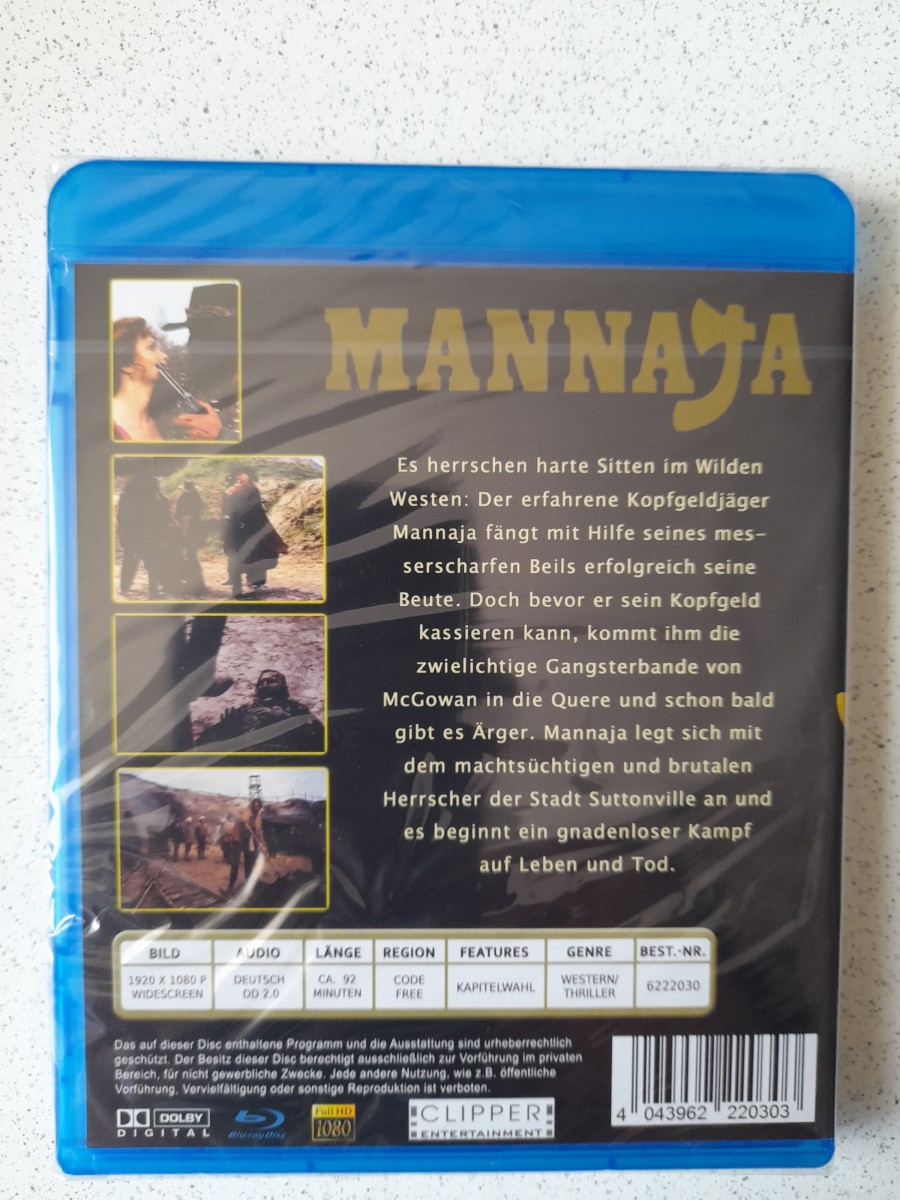 MANNAJA
Es herrschen harte Sitten im Wilden
Westen: Der erfahrene Kopfgeldjäger
Mannaja fängt mit Hilfe seines mes-
serscharfen Beils erfolgreich seine
Beute. Doch bevor er sein Kopfgeld
kassieren kann, kommt ihm die
zwielichtige Gangsterbande von
McGowan in die Quere und schon bald
gibt es Ärger. Mannaja legt sich mit
dem machtsüchtigen und brutalen
Herrscher der Stadt Suttonville an und
es beginnt ein gnadenloser Kampf
auf Leben und Tod.
BILD AUDIO LÄNGE REGION FEATURES GENRE BEST.-NR.
1920 X 1080 P DEUTSCH CA. 92 CODE KAPITELWAHL WESTERN/ 6222030
WIDESCREEN DD 2.0 MINUTEN FREE THRILLER
Das auf dieser Disc enthaltene Programm und die Ausstattung sind urheberrechtlich
geschützt. Der Besitz dieser Disc berechtigt ausschließlich zur Vorführung im privaten
Bereich, für nicht gewerbliche Zwecke. Jede andere Nutzung, wie z.B. öffentliche
Vorführung, Vervielfältigung oder sonstige Reproduktion ist verboten.
DOLBY
DIGITAL
Blu-ray Disc
Full HD
1080
CLIPPER
ENTERTAINMENT
4 043962 220303